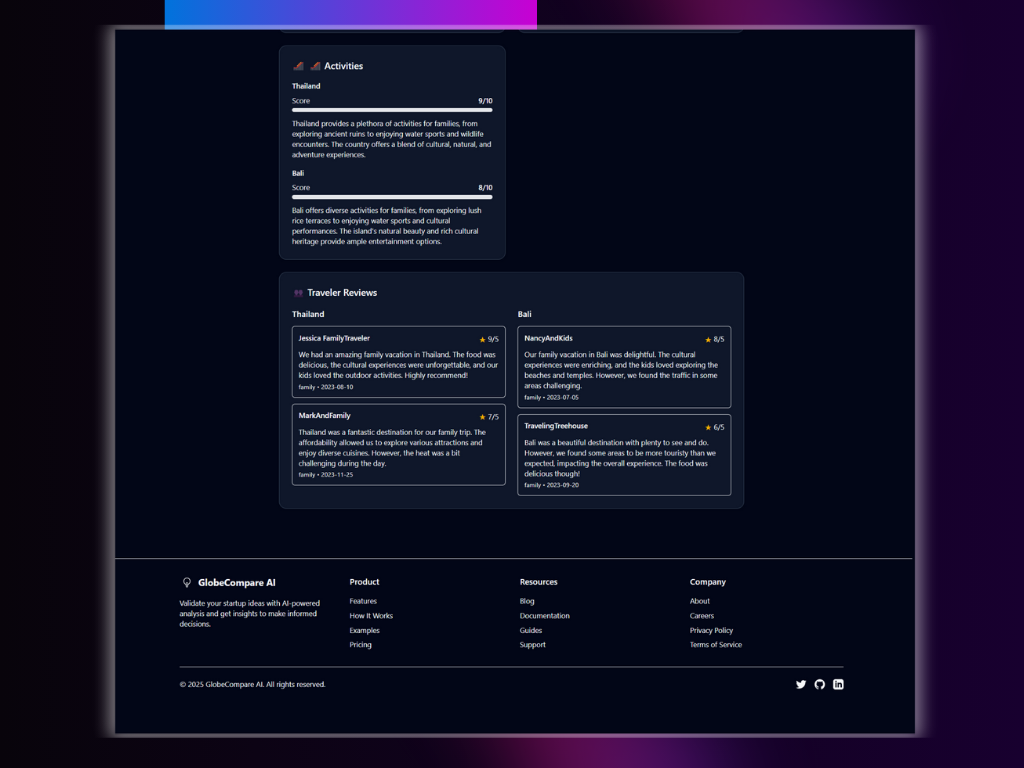 Activities
Thailand
Score 9/10
Thailand provides a plethora of activities for families, from
exploring ancient ruins to enjoying water sports and wildlife
encounters. The country offers a blend of cultural, natural, and
adventure experiences.
Bali
Score 8/10
Bali offers diverse activities for families, from exploring lush
rice terraces to enjoying water sports and cultural
performances. The island's natural beauty and rich cultural
heritage provide ample entertainment options.
Traveler Reviews
Thailand
Jessica FamilyTraveler 9/5
We had an amazing family vacation in Thailand. The food was
delicious, the cultural experiences were unforgettable, and our
kids loved the outdoor activities. Highly recommend!
family • 2023-08-10
MarkAndFamily 7/5
Thailand was a fantastic destination for our family trip. The
affordability allowed us to explore various attractions and
enjoy diverse cuisines. However, the heat was a bit
challenging during the day.
family • 2023-11-25
Bali
NancyAndKids 8/5
Our family vacation in Bali was delightful. The cultural
experiences were enriching, and the kids loved exploring the
beaches and temples. However, we found the traffic in some
areas challenging.
family • 2023-07-05
TravelingTreehouse 6/5
Bali was a beautiful destination with plenty to see and do.
However, we found some areas to be more touristy than we
expected, impacting the overall experience. The food was
delicious though!
family • 2023-09-20
GlobeCompare AI
Validate your startup ideas with AI-powered
analysis and get insights to make informed
decisions.
Product
Features
How It Works
Examples
Pricing
Resources
Blog
Documentation
Guides
Support
Company
About
Careers
Privacy Policy
Terms of Service
© 2025 GlobeCompare AI. All rights reserved.